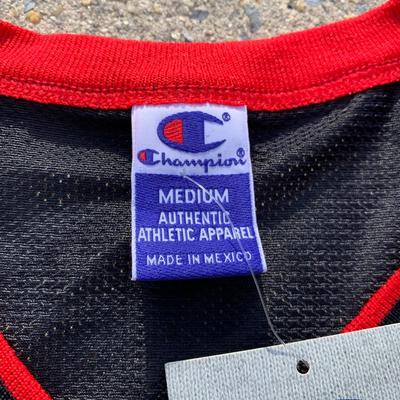 Champion®
MEDIUM
AUTHENTIC
ATHLETIC APPAREL
MADE IN MEXICO